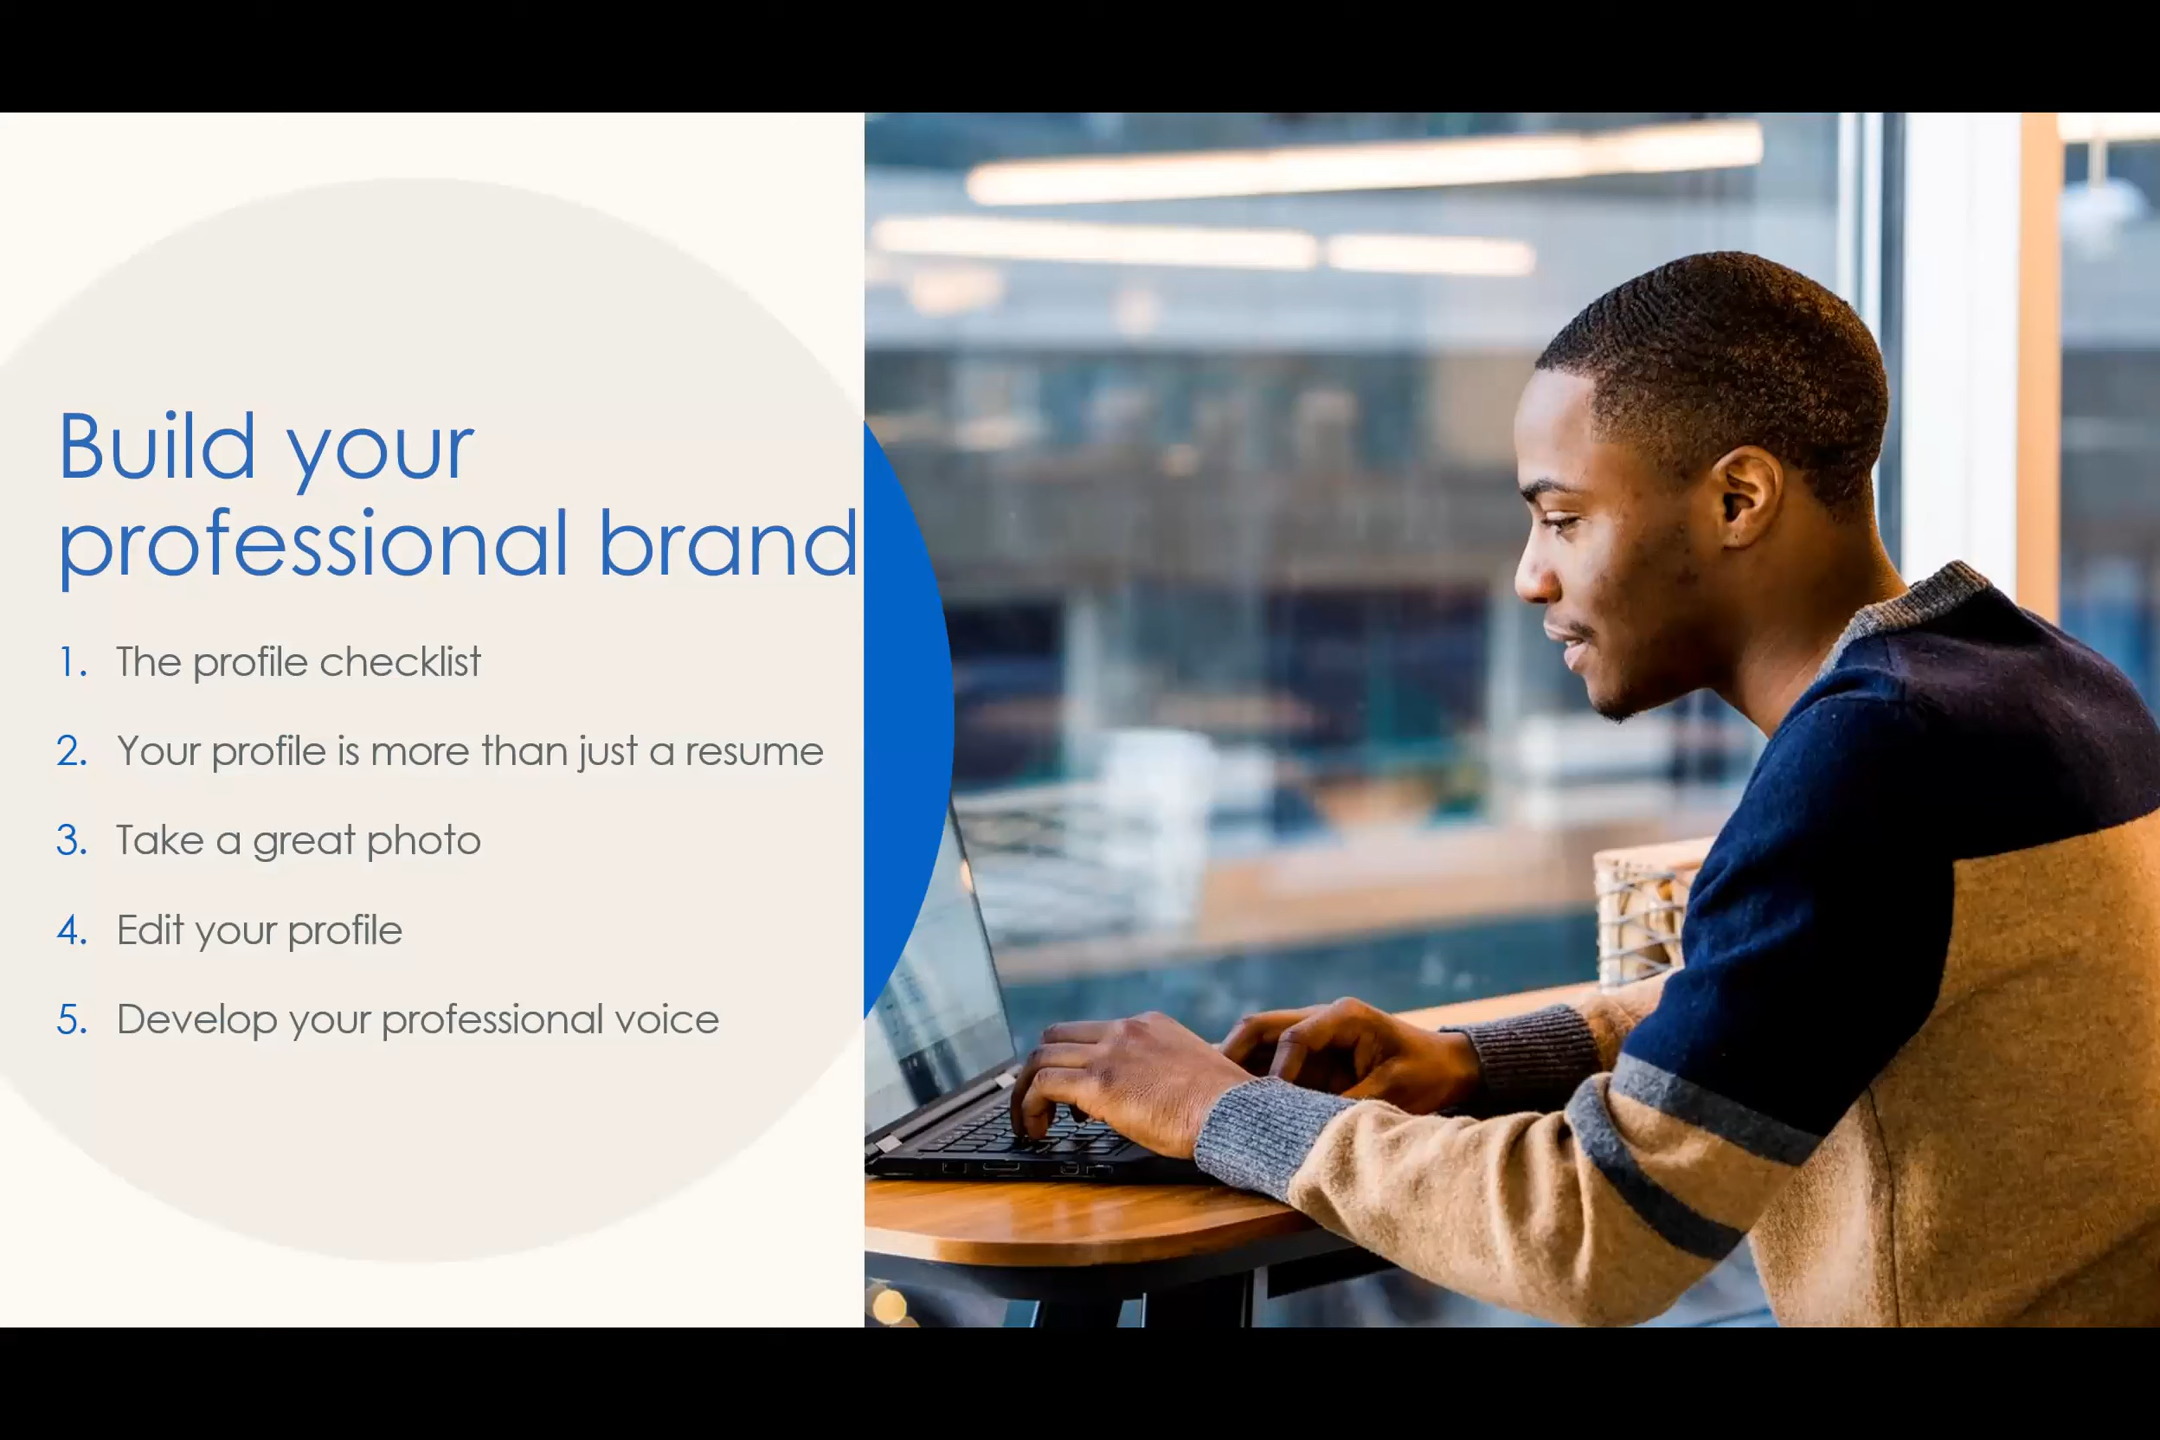 Build your
professional brand
1. The profile checklist
2. Your profile is more than just a resume
3. Take a great photo
4. Edit your profile
5. Develop your professional voice